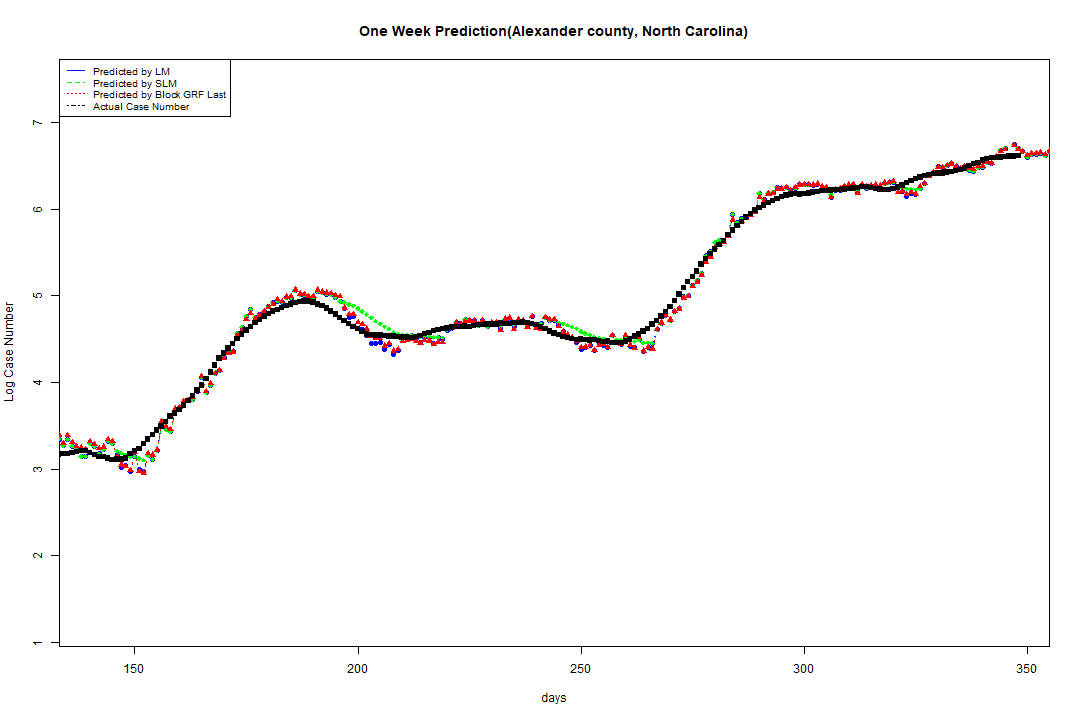 One Week Prediction(Alexander county, North Carolina)
Predicted by LM
Predicted by SLM
Predicted by Block GRF Last
Actual Case Number
Log Case Number
7
6
5
4
3
2
1
150 200 250 300 350
days